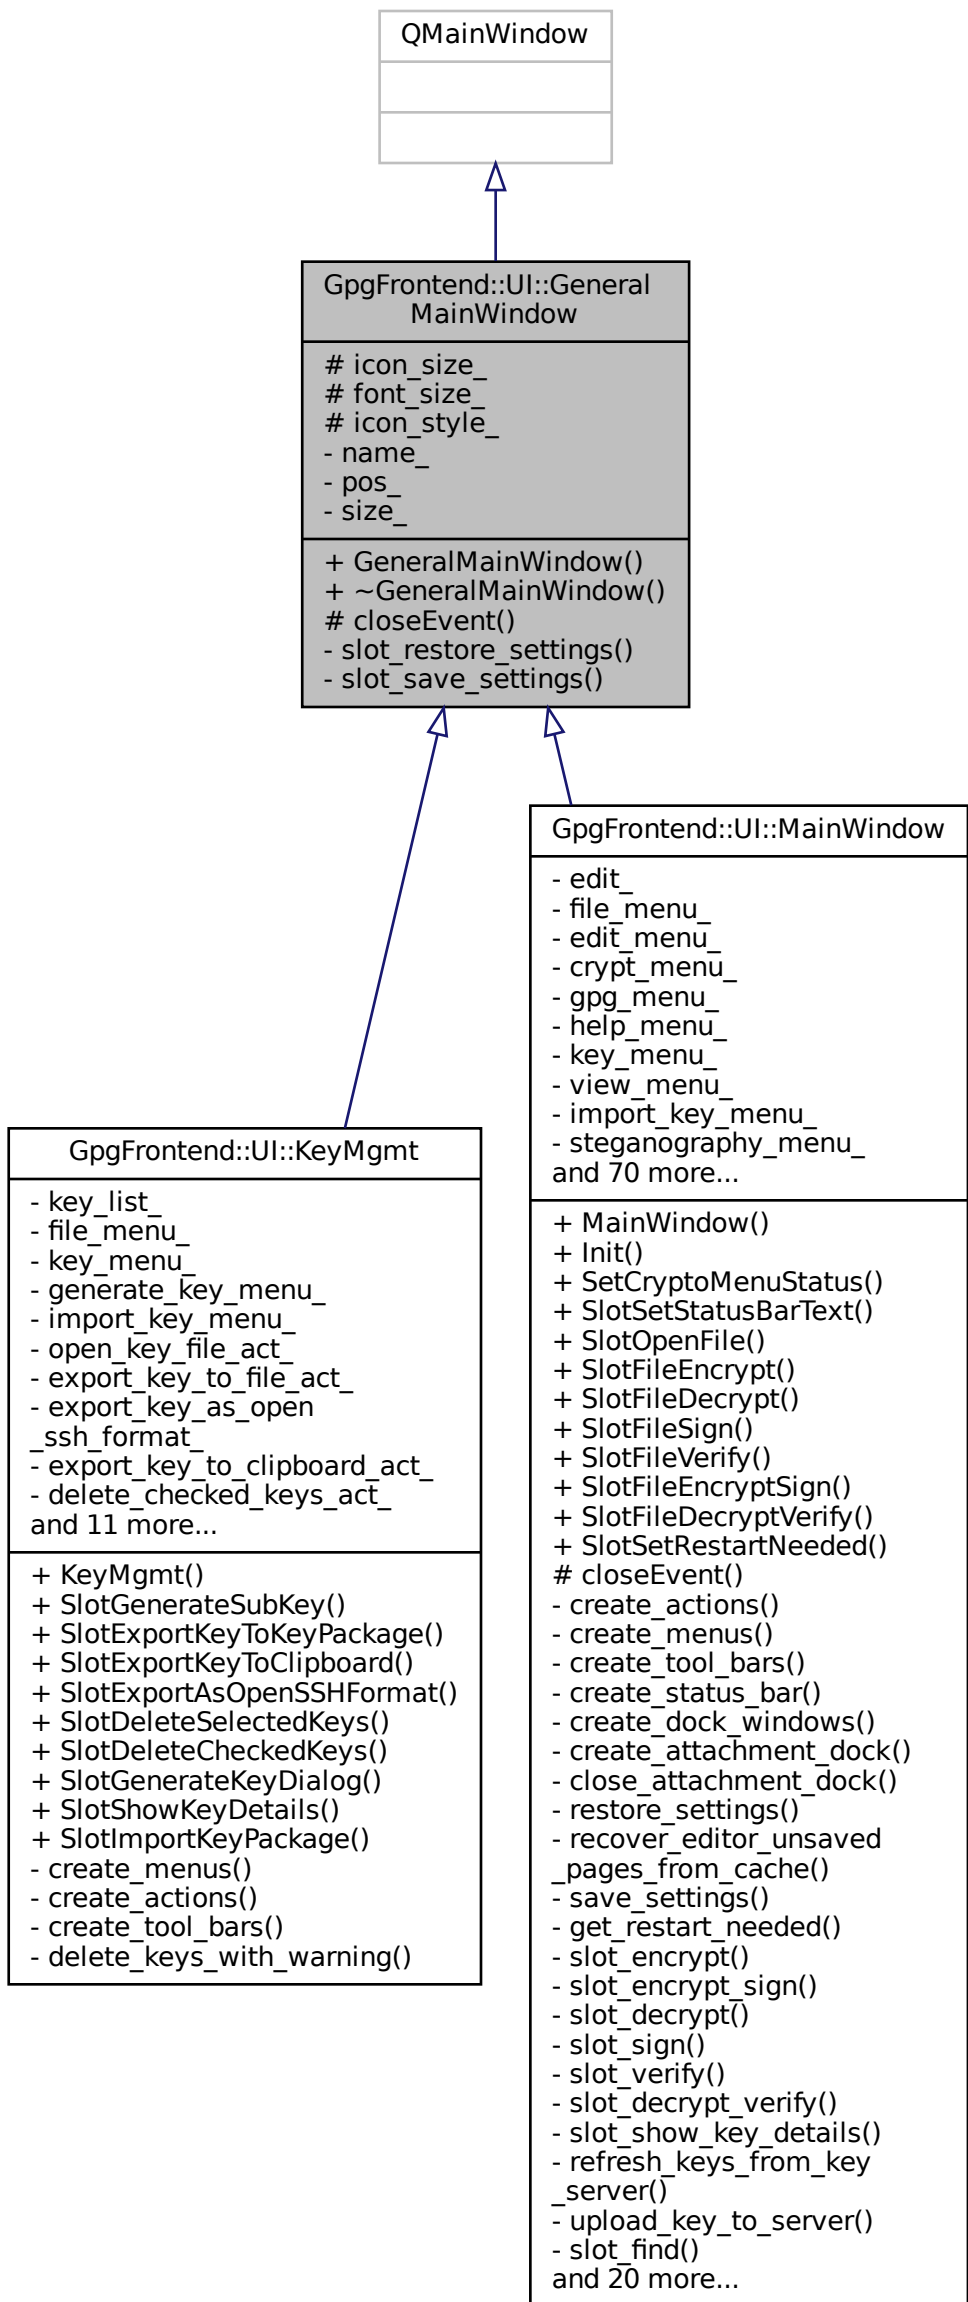 QMainWindow
GpgFrontend::UI::General
MainWindow
# icon_size_
# font_size_
# icon_style_
- name_
- pos_
- size_
+ GeneralMainWindow()
+ ~GeneralMainWindow()
# closeEvent()
- slot_restore_settings()
- slot_save_settings()
GpgFrontend::UI::KeyMgmt
- key_list_
- file_menu_
- key_menu_
- generate_key_menu_
- import_key_menu_
- open_key_file_act_
- export_key_to_file_act_
- export_key_as_open
_ssh_format_
- export_key_to_clipboard_act_
- delete_checked_keys_act_
and 11 more...
+ KeyMgmt()
+ SlotGenerateSubKey()
+ SlotExportKeyToKeyPackage()
+ SlotExportKeyToClipboard()
+ SlotExportAsOpenSSHFormat()
+ SlotDeleteSelectedKeys()
+ SlotDeleteCheckedKeys()
+ SlotGenerateKeyDialog()
+ SlotShowKeyDetails()
+ SlotImportKeyPackage()
- create_menus()
- create_actions()
- create_tool_bars()
- delete_keys_with_warning()
GpgFrontend::UI::MainWindow
- edit_
- file_menu_
- edit_menu_
- crypt_menu_
- gpg_menu_
- help_menu_
- key_menu_
- view_menu_
- import_key_menu_
- steganography_menu_
and 70 more...
+ MainWindow()
+ Init()
+ SetCryptoMenuStatus()
+ SlotSetStatusBarText()
+ SlotOpenFile()
+ SlotFileEncrypt()
+ SlotFileDecrypt()
+ SlotFileSign()
+ SlotFileVerify()
+ SlotFileEncryptSign()
+ SlotFileDecryptVerify()
+ SlotSetRestartNeeded()
# closeEvent()
- create_actions()
- create_menus()
- create_tool_bars()
- create_status_bar()
- create_dock_windows()
- create_attachment_dock()
- close_attachment_dock()
- restore_settings()
- recover_editor_unsaved
_pages_from_cache()
- save_settings()
- get_restart_needed()
- slot_encrypt()
- slot_encrypt_sign()
- slot_decrypt()
- slot_sign()
- slot_verify()
- slot_decrypt_verify()
- slot_show_key_details()
- refresh_keys_from_key
_server()
- upload_key_to_server()
- slot_find()
and 20 more...